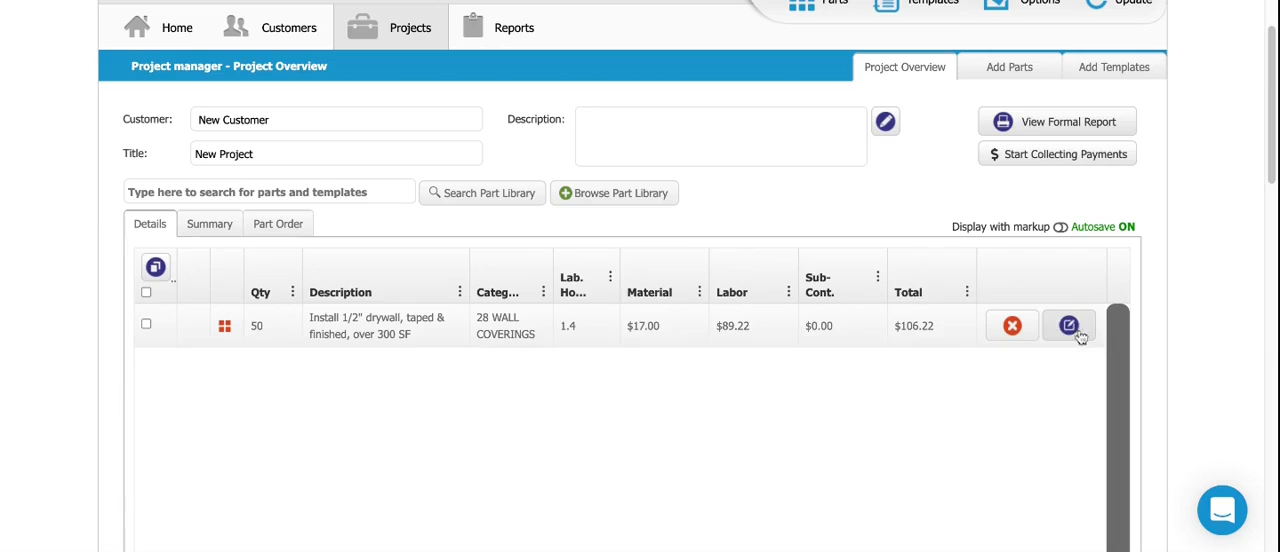 Parts Templates Options Update
Home Customers Projects Reports
Project manager - Project Overview Project Overview Add Parts Add Templates
Customer: New Customer Description: View Formal Report
Title: New Project $ Start Collecting Payments
Type here to search for parts and templates Search Part Library Browse Part Library
Details Summary Part Order Display with markup Autosave ON
Qty Description Categ... Lab. Ho... Material Labor Sub-Cont. Total
50 Install 1/2" drywall, taped & 28 WALL 1.4 $17.00 $89.22 $0.00 $106.22
finished, over 300 SF COVERINGS